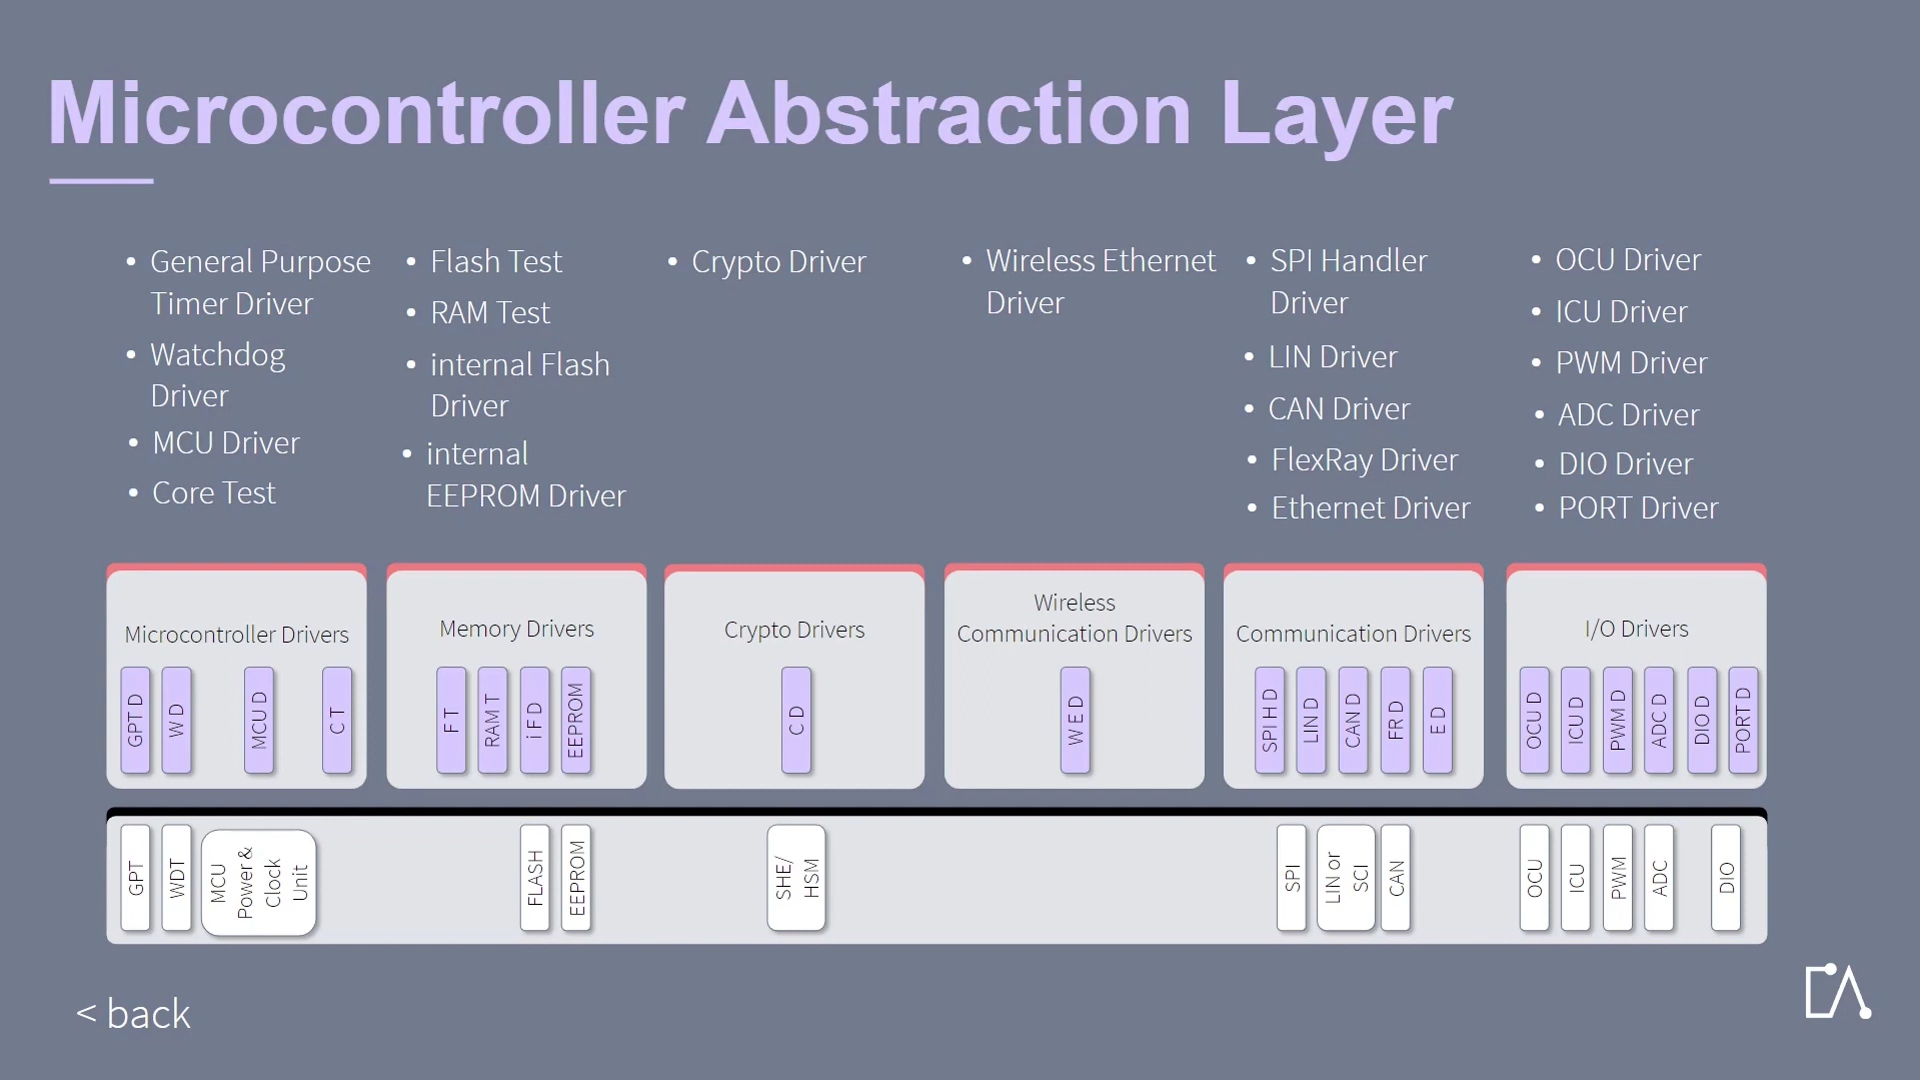 Microcontroller Abstraction Layer
• General Purpose
Timer Driver
• Watchdog
Driver
• MCU Driver
• Core Test
• Flash Test
• RAM Test
• internal Flash
Driver
• internal
EEPROM Driver
• Crypto Driver
• Wireless Ethernet
Driver
• SPI Handler
Driver
• LIN Driver
• CAN Driver
• FlexRay Driver
• Ethernet Driver
• OCU Driver
• ICU Driver
• PWM Driver
• ADC Driver
• DIO Driver
• PORT Driver
Microcontroller Drivers
GPT D
W D
MCU D
C T
Memory Drivers
F T
RAM T
i F D
EEPROM
Crypto Drivers
C D
Wireless
Communication Drivers
W E D
Communication Drivers
SPI H D
LIN D
CAN D
FR D
E D
I/O Drivers
OCU D
ICU D
PWM D
ADC D
DIO D
PORT D
GPT
WDT
MCU
Power &
Clock
Unit
FLASH
EEPROM
SHE/
HSM
SPI
LIN or
SCI
CAN
OCU
ICU
PWM
ADC
DIO
< back